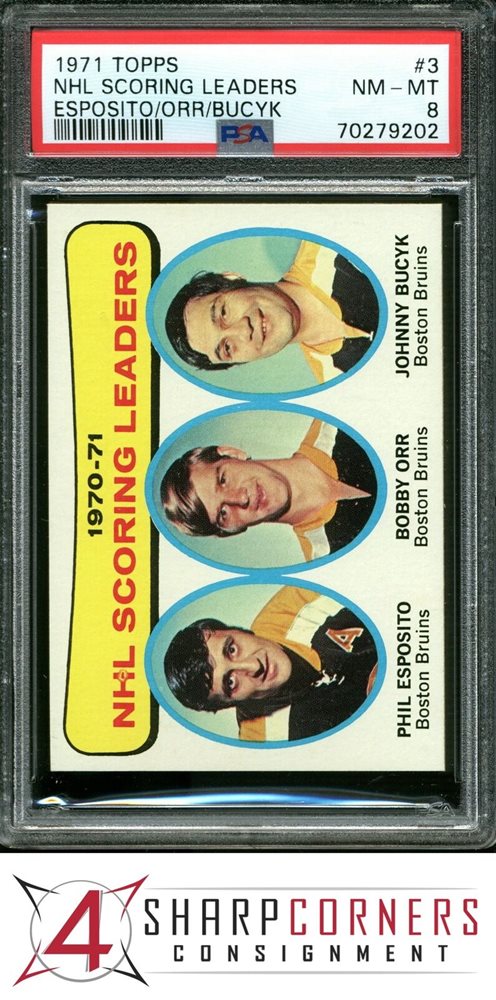 1971 TOPPS #3
NHL SCORING LEADERS NM - MT
ESPOSITO/ORR/BUCYK 8
PSA 70279202
1970-71
NHL SCORING LEADERS
PHIL ESPOSITO
Boston Bruins
BOBBY ORR
Boston Bruins
JOHNNY BUCYK
Boston Bruins
A
4 SHARPCORNERS
CONSIGNMENT